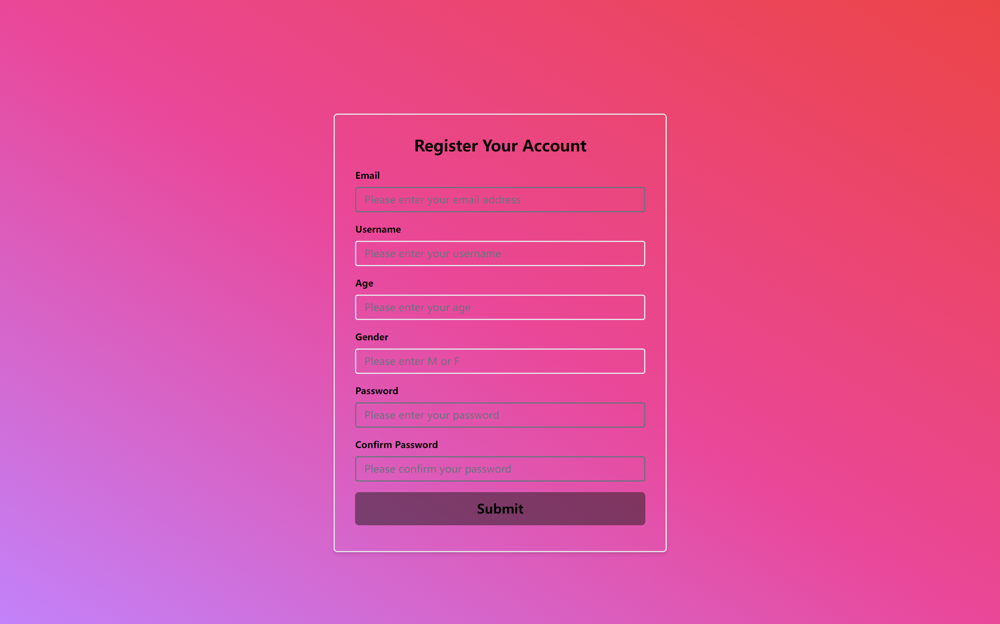 Register Your Account
Email
Please enter your email address
Username
Please enter your username
Age
Please enter your age
Gender
Please enter M or F
Password
Please enter your password
Confirm Password
Please confirm your password
Submit